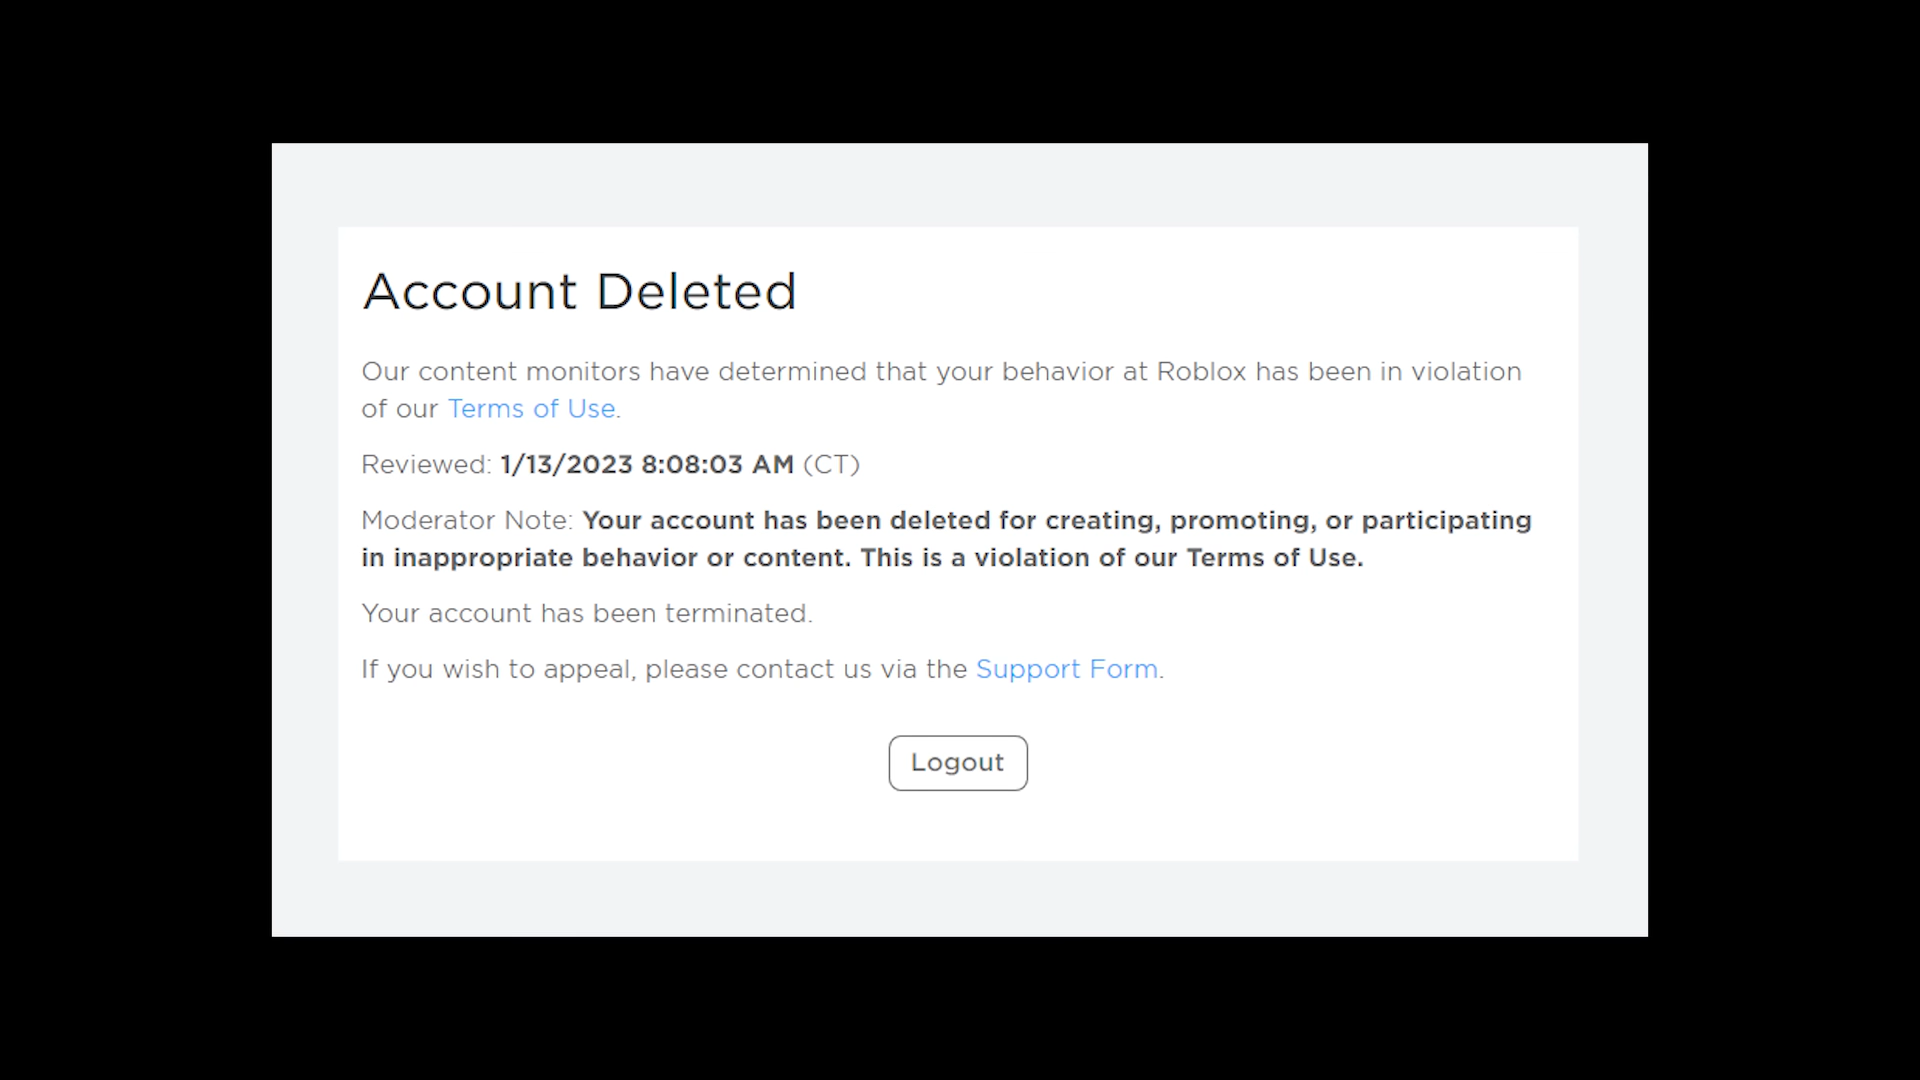 Account Deleted
Our content monitors have determined that your behavior at Roblox has been in violation
of our Terms of Use.
Reviewed: 1/13/2023 8:08:03 AM (CT)
Moderator Note: Your account has been deleted for creating, promoting, or participating
in inappropriate behavior or content. This is a violation of our Terms of Use.
Your account has been terminated.
If you wish to appeal, please contact us via the Support Form.
Logout